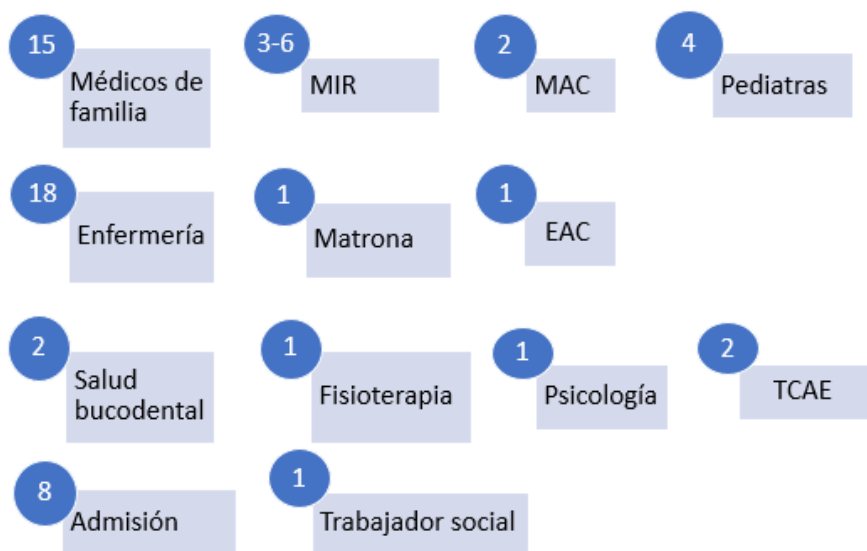 15
Médicos de
familia
3-6
MIR
2
MAC
4
Pediatras
18
Enfermería
1
Matrona
1
EAC
2
Salud
bucodental
1
Fisioterapia
1
Psicología
2
TCAE
8
Admisión
1
Trabajador social